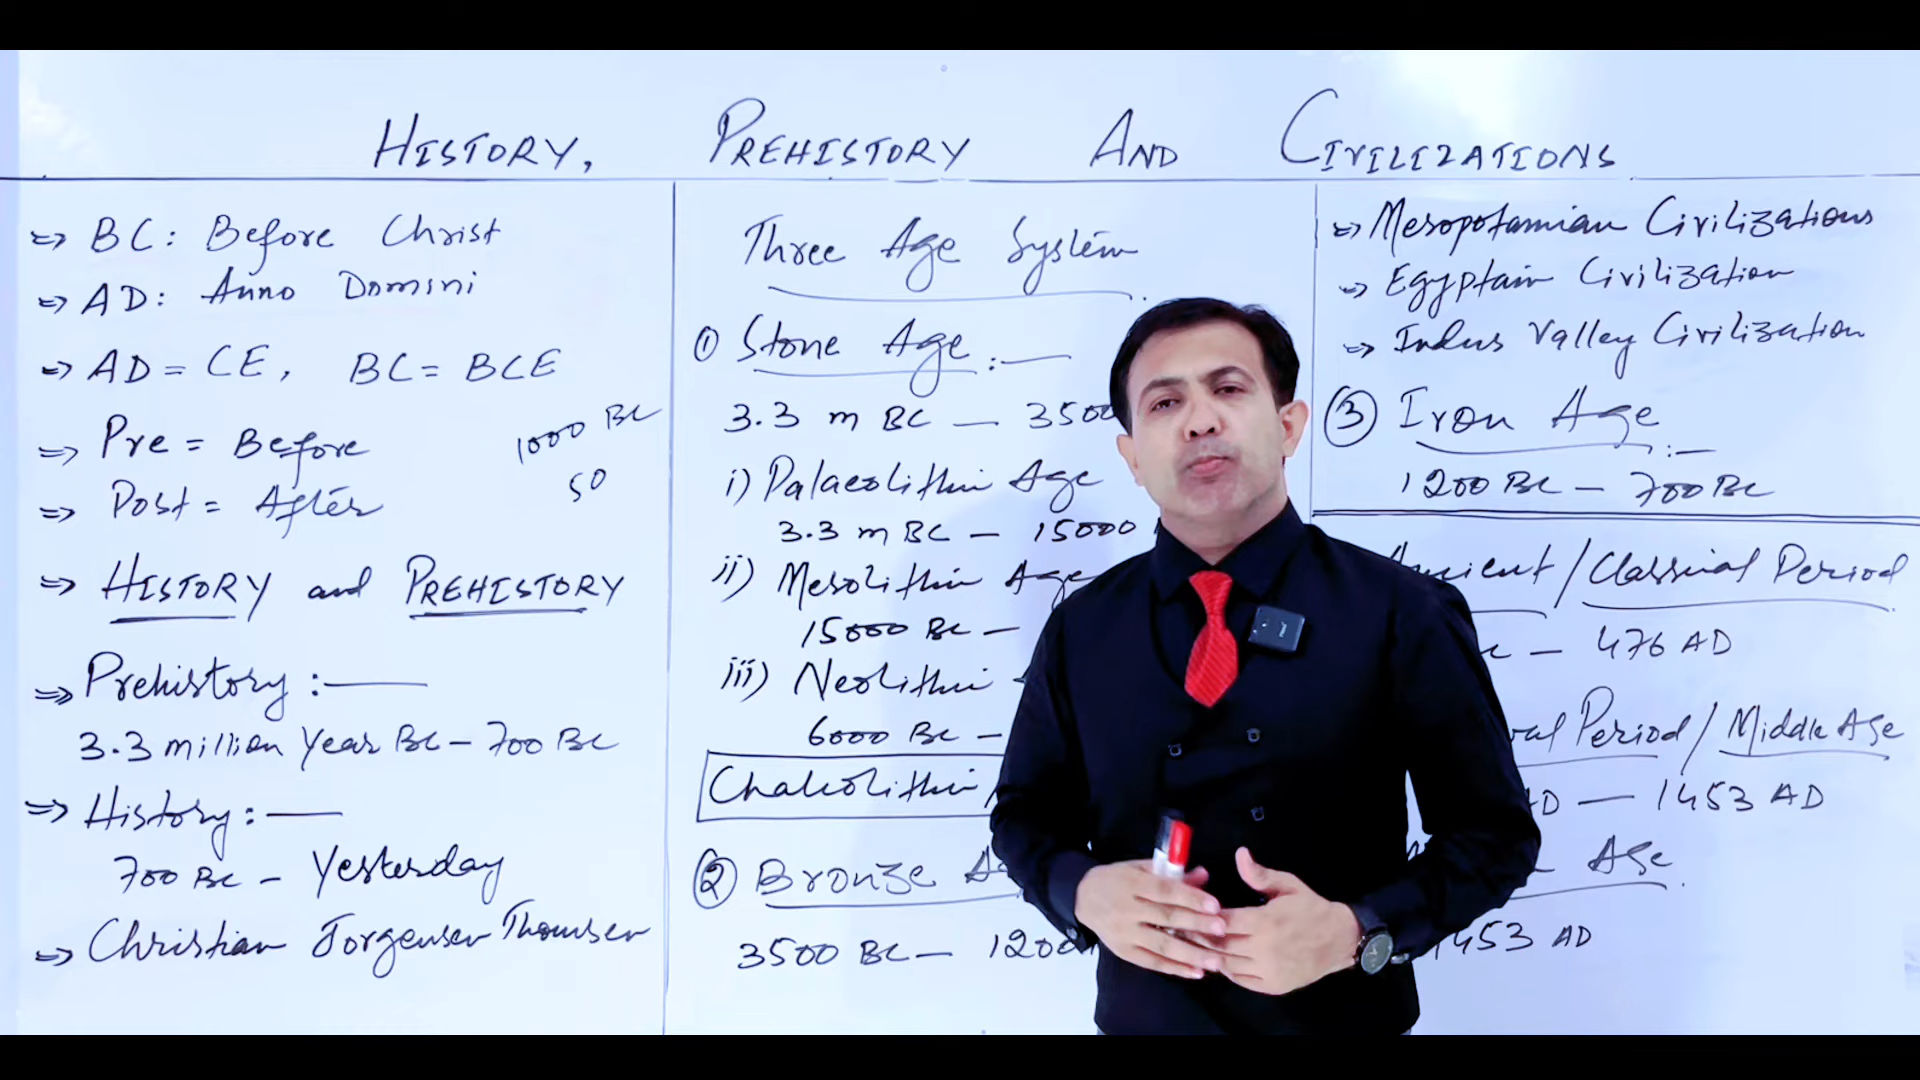 HISTORY, PREHISTORY AND CIVILIZATIONS
⇒ BC: Before Christ
⇒ AD: Anno Domini
⇒ AD = CE, BC = BCE
⇒ Pre = Before
1000 BC
⇒ Post = After
50
⇒ HISTORY and PREHISTORY
⇒ Prehistory :—
3.3 million Year BC – 700 BC
⇒ History :—
700 BC – Yesterday
⇒ Christian Jorgensen Thomsen
Three Age System
① Stone Age :—
3.3 m BC — 3500
i) Palaeolithic Age
3.3 m BC – 15000
ii) Mesolithic Age
15000 BC –
iii) Neolithic
6000 BC –
Chalcolithic
② Bronze
3500 BC – 1200
⇒ Mesopotamian Civilizations
⇒ Egyptain Civilization
⇒ Indus Valley Civilization
③ Iron Age :—
1200 BC – 700 BC
Ancient / Classical Period
– 476 AD
Period / Middle Age
AD — 1453 AD
Age
1453 AD